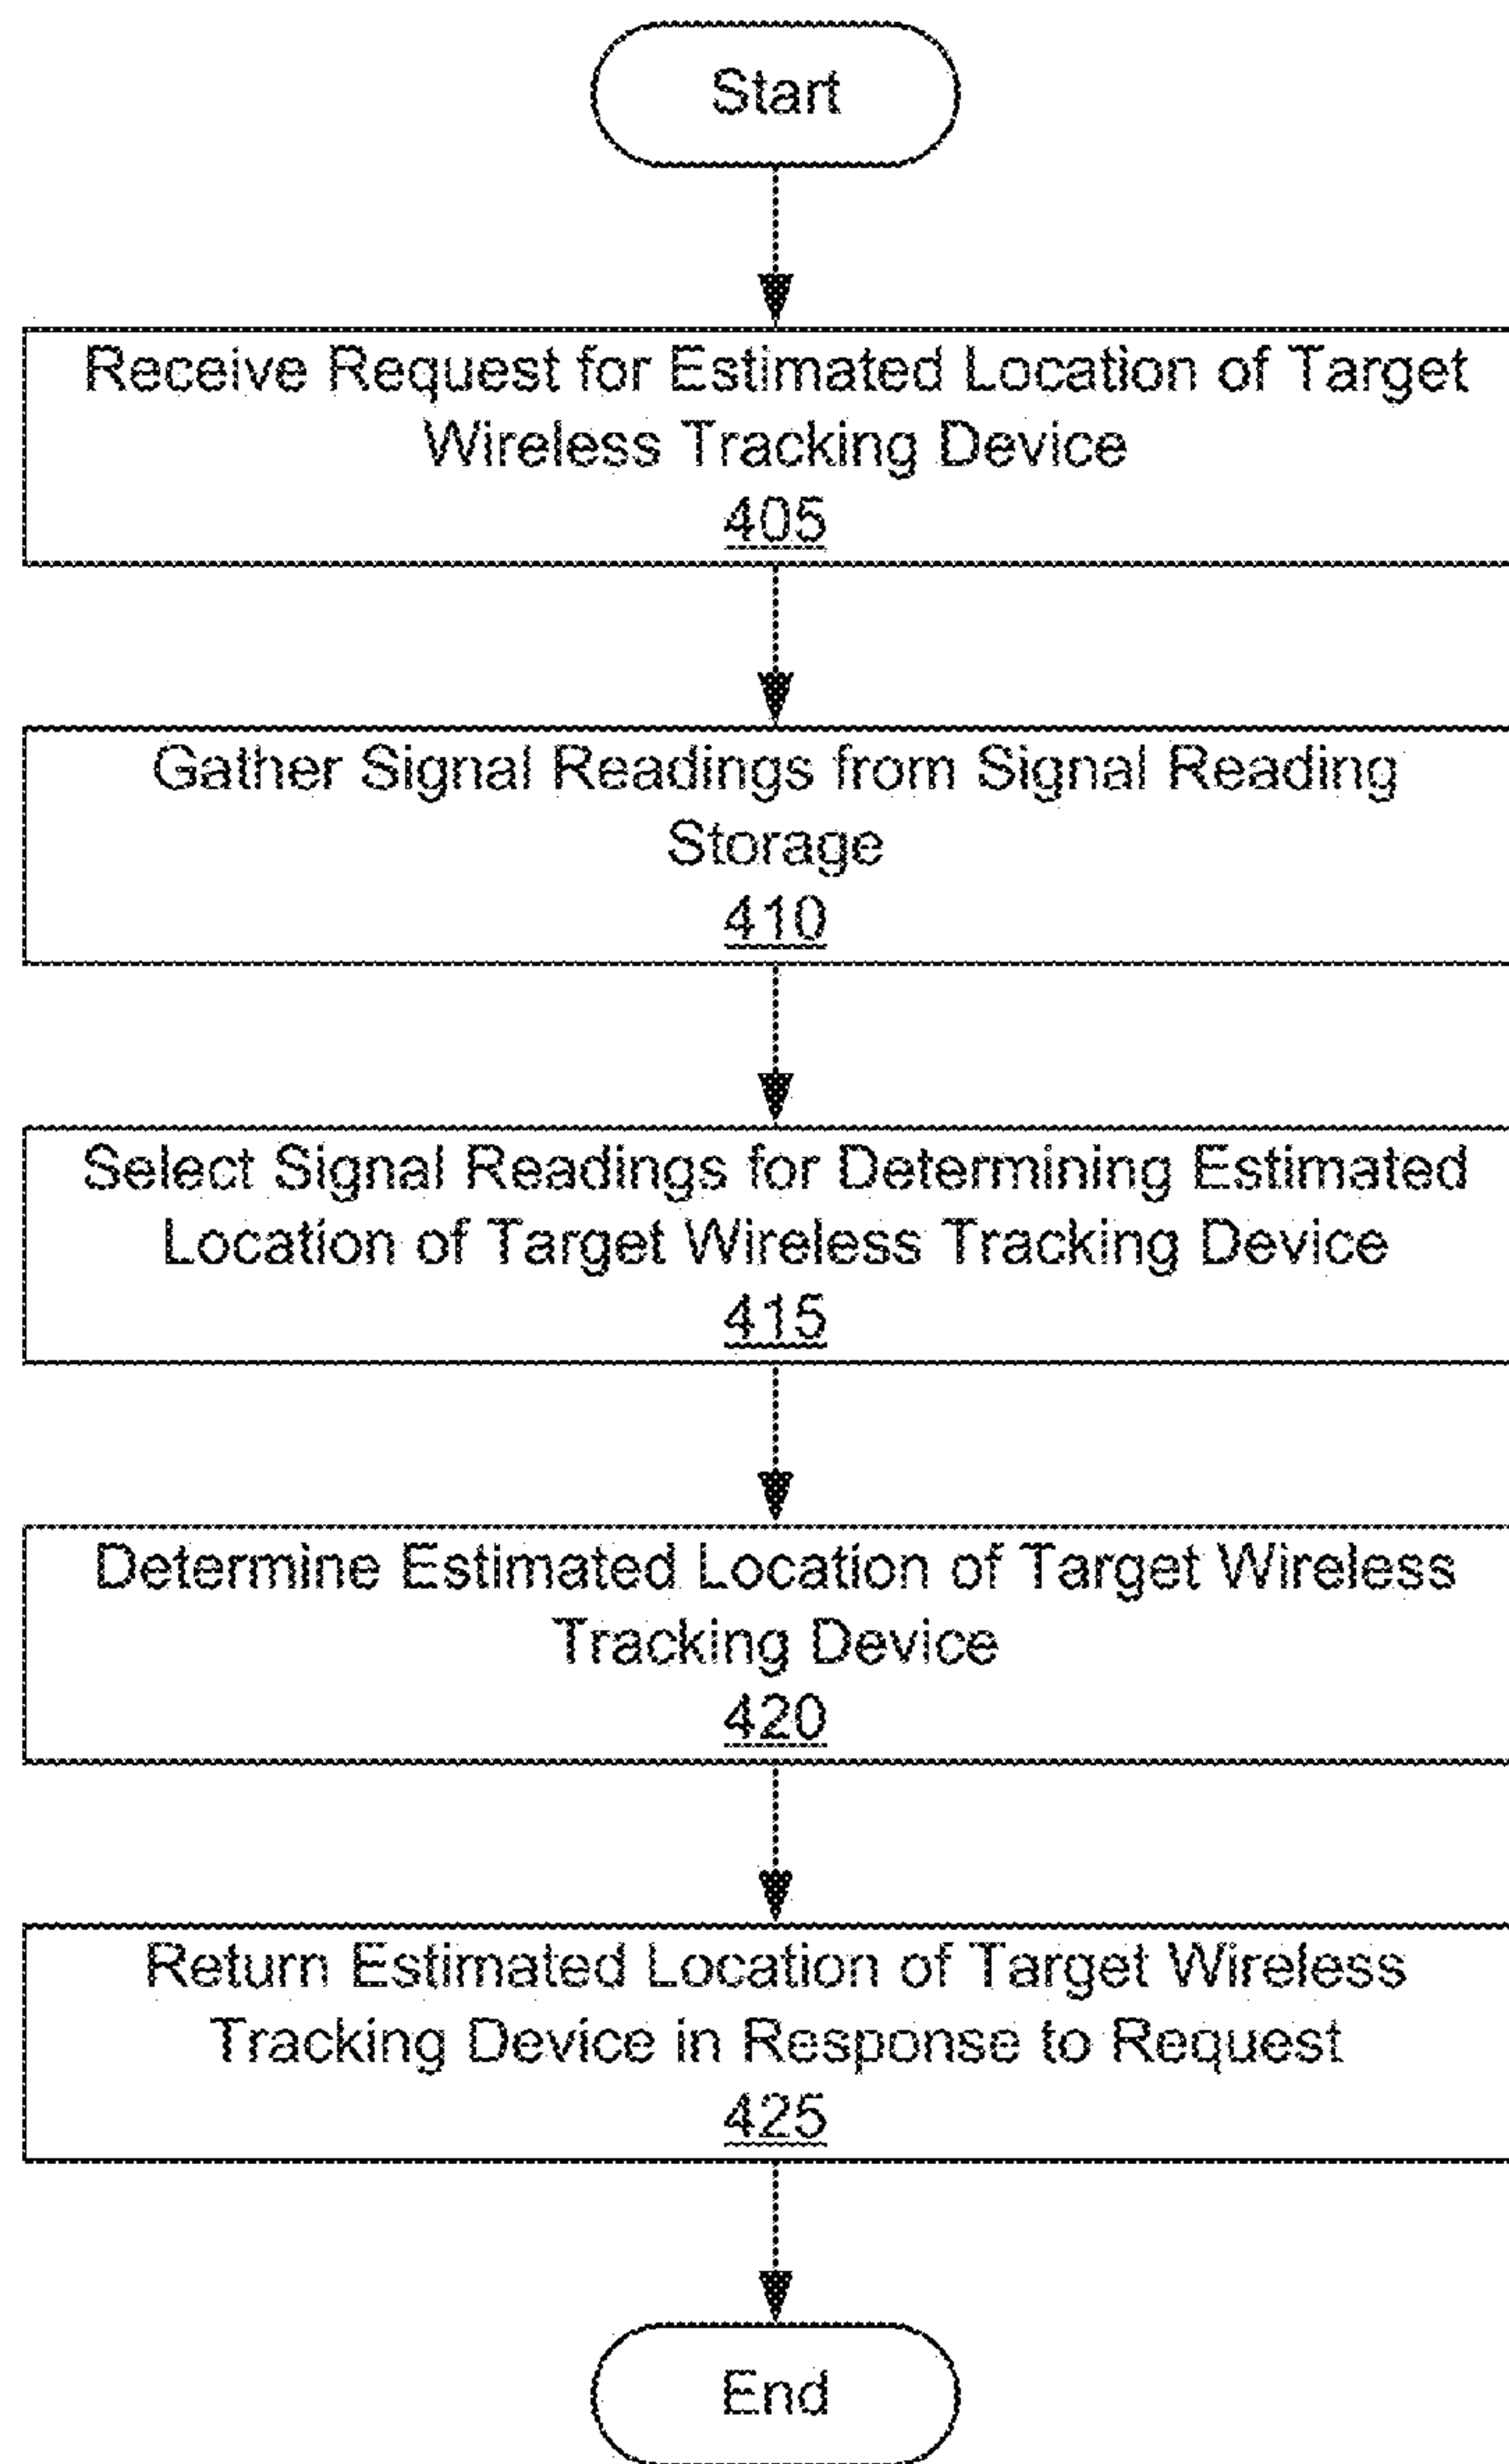 Start
Receive Request for Estimated Location of Target
Wireless Tracking Device
405
Gather Signal Readings from Signal Reading
Storage
410
Select Signal Readings for Determining Estimated
Location of Target Wireless Tracking Device
415
Determine Estimated Location of Target Wireless
Tracking Device
420
Return Estimated Location of Target Wireless
Tracking Device in Response to Request
425
End